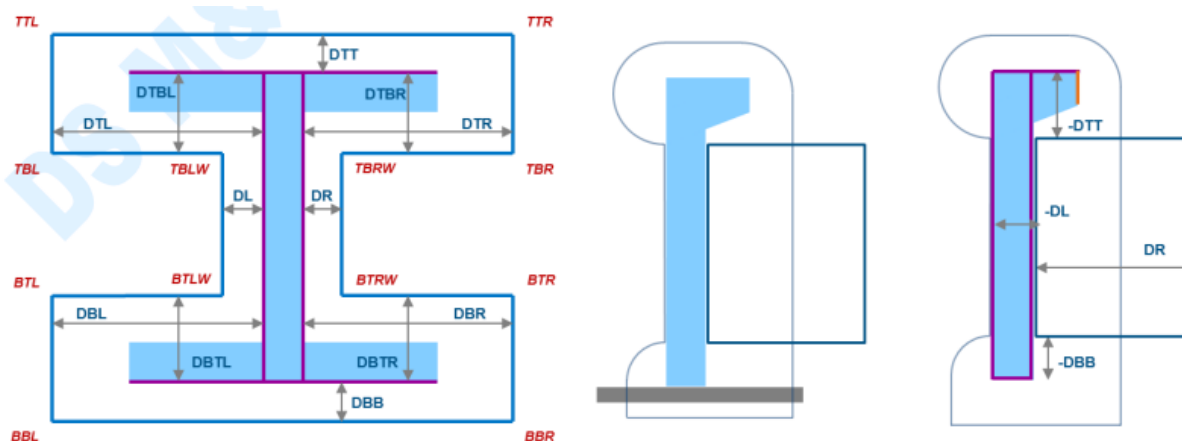 DS M&
TTL TTR
DTT
DTBL DTBR
DTL DTR
TBL TBLW TBRW TBR
DL DR
BTL BTLW BTRW BTR
DBL DBR
DBTL DBTR
DBB
BBL BBR
-DTT
-DL
DR
-DBB